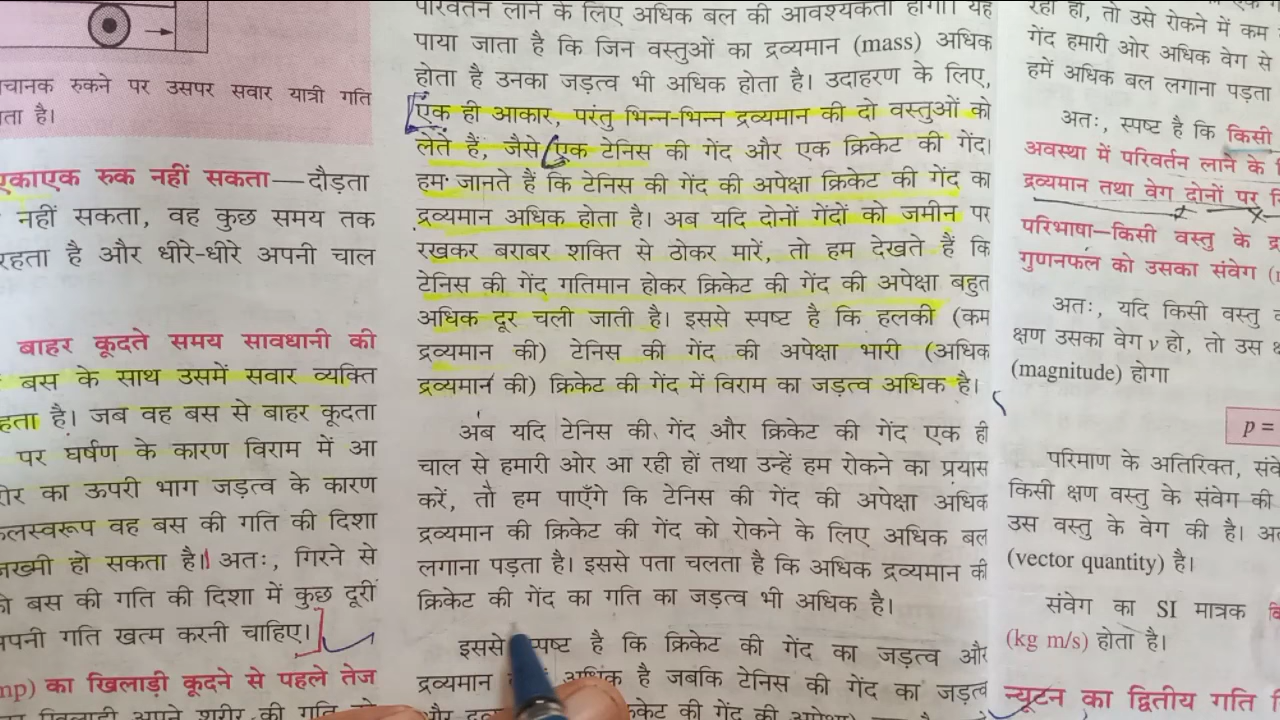 अचानक रुकने पर उसपर सवार यात्री गति
एकाएक रुक नहीं सकता—दौड़ता
नहीं सकता, वह कुछ समय तक
रहता है और धीरे-धीरे अपनी चाल
बाहर कूदते समय सावधानी की
बस के साथ उसमें सवार व्यक्ति
है। जब वह बस से बाहर कूदता
पर घर्षण के कारण विराम में आ
का ऊपरी भाग जड़त्व के कारण
वह बस की गति की दिशा
जख्मी हो सकता है। अतः, गिरने से
बस की गति की दिशा में कुछ दूरी
अपनी गति खत्म करनी चाहिए।
का खिलाड़ी कूदने से पहले तेज
परिवर्तन लाने के लिए अधिक बल की आवश्यकता होगी। यह
पाया जाता है कि जिन वस्तुओं का द्रव्यमान (mass) अधिक
होता है उनका जड़त्व भी अधिक होता है। उदाहरण के लिए,
एक ही आकार, परंतु भिन्न-भिन्न द्रव्यमान की दो वस्तुओं को
लेते हैं, जैसे एक टेनिस की गेंद और एक क्रिकेट की गेंद।
हम जानते हैं कि टेनिस की गेंद की अपेक्षा क्रिकेट की गेंद का
द्रव्यमान अधिक होता है। अब यदि दोनों गेंदों को जमीन पर
रखकर बराबर शक्ति से ठोकर मारें, तो हम देखते हैं कि
टेनिस की गेंद गतिमान होकर क्रिकेट की गेंद की अपेक्षा बहुत
अधिक दूर चली जाती है। इससे स्पष्ट है कि हलकी (कम
द्रव्यमान की) टेनिस की गेंद की अपेक्षा भारी (अधिक
द्रव्यमान की) क्रिकेट की गेंद में विराम का जड़त्व अधिक है।
अब यदि टेनिस की गेंद और क्रिकेट की गेंद एक ही
चाल से हमारी ओर आ रही हों तथा उन्हें हम रोकने का प्रयास
करें, तो हम पाएँगे कि टेनिस की गेंद की अपेक्षा अधिक
द्रव्यमान की क्रिकेट की गेंद को रोकने के लिए अधिक बल
लगाना पड़ता है। इससे पता चलता है कि अधिक द्रव्यमान की
क्रिकेट की गेंद का गति का जड़त्व भी अधिक है।
इससे स्पष्ट है कि क्रिकेट की गेंद का जड़त्व और
द्रव्यमान अधिक है जबकि टेनिस की गेंद का जड़त्व
की गेंद की
रही हो, तो उसे रोकने में कम
गेंद हमारी ओर अधिक वेग से
हमें अधिक बल लगाना पड़ता
अतः, स्पष्ट है कि किसी
अवस्था में परिवर्तन लाने के
द्रव्यमान तथा वेग दोनों पर
परिभाषा—किसी वस्तु के
गुणनफल को उसका संवेग
अतः, यदि किसी वस्तु
क्षण उसका वेग v हो, तो उस
(magnitude) होगा
p =
परिमाण के अतिरिक्त,
किसी क्षण वस्तु के संवेग की
उस वस्तु के वेग की है।
(vector quantity) है।
संवेग का SI मात्रक
(kg m/s) होता है।
न्यूटन का द्वितीय गति